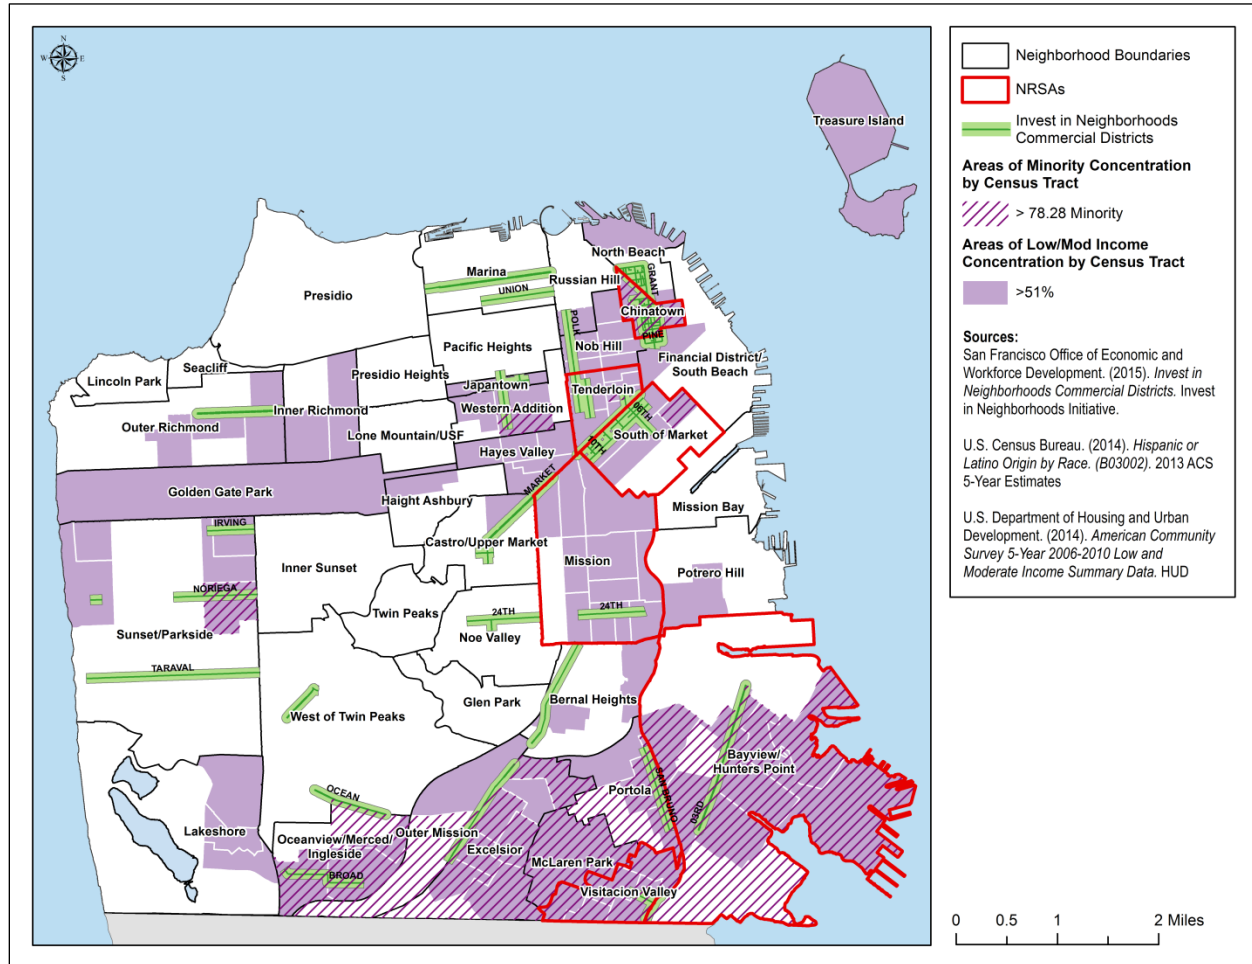 N
W E
S
Treasure Island
North Beach
Marina
GRANT
Russian Hill
UNION
Presidio
Chinatown
POLK
PINE
Nob Hill
Pacific Heights
Financial District/
South Beach
Seacliff
Lincoln Park
Presidio Heights
Japantown
Tenderloin
Western Addition
06TH
Inner Richmond
Outer Richmond
Lone Mountain/USF
South of Market
10TH
Hayes Valley
MARKET
Golden Gate Park
Haight Ashbury
Mission Bay
IRVING
Castro/Upper Market
Mission
Inner Sunset
Potrero Hill
NORIEGA
Twin Peaks
24TH
24TH
Sunset/Parkside
Noe Valley
TARAVAL
Glen Park
Bernal Heights
West of Twin Peaks
Bayview/
Hunters Point
OCEAN
Portola
SAN BRUNO
03RD
Lakeshore
Oceanview/Merced/
Ingleside
Outer Mission
Excelsior
McLaren Park
BROAD
Visitacion Valley
Neighborhood Boundaries
NRSAs
Invest in Neighborhoods
Commercial Districts
Areas of Minority Concentration
by Census Tract
> 78.28 Minority
Areas of Low/Mod Income
Concentration by Census Tract
>51%
Sources:
San Francisco Office of Economic and
Workforce Development. (2015). Invest in
Neighborhoods Commercial Districts. Invest
in Neighborhoods Initiative.
U.S. Census Bureau. (2014). Hispanic or
Latino Origin by Race. (B03002). 2013 ACS
5-Year Estimates
U.S. Department of Housing and Urban
Development. (2014). American Community
Survey 5-Year 2006-2010 Low and
Moderate Income Summary Data. HUD
0 0.5 1 2 Miles